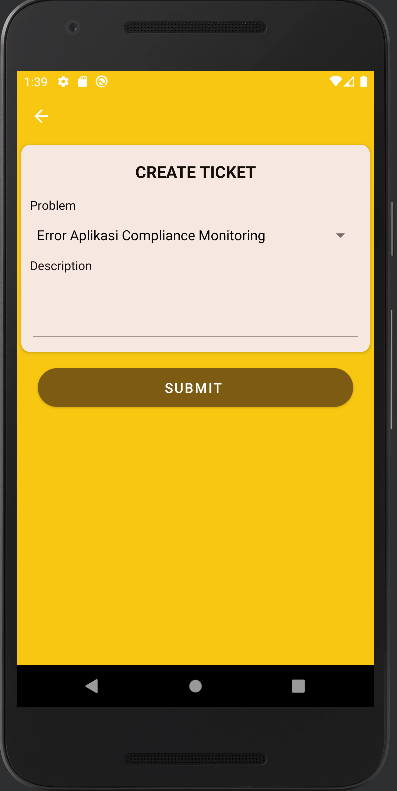 1:39
CREATE TICKET
Problem
Error Aplikasi Compliance Monitoring
Description
SUBMIT